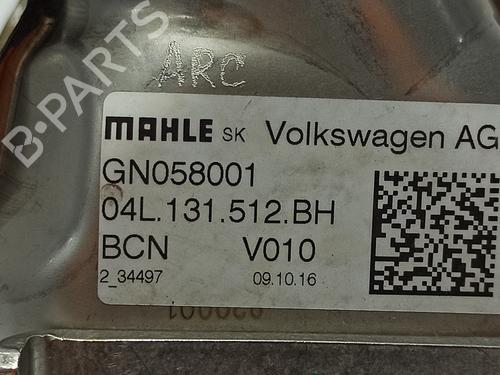 B-PARTS
ARC
MAHLE SK Volkswagen AG
GN058001
04L.131.512.BH
BCN V010
2_34497 09.10.16